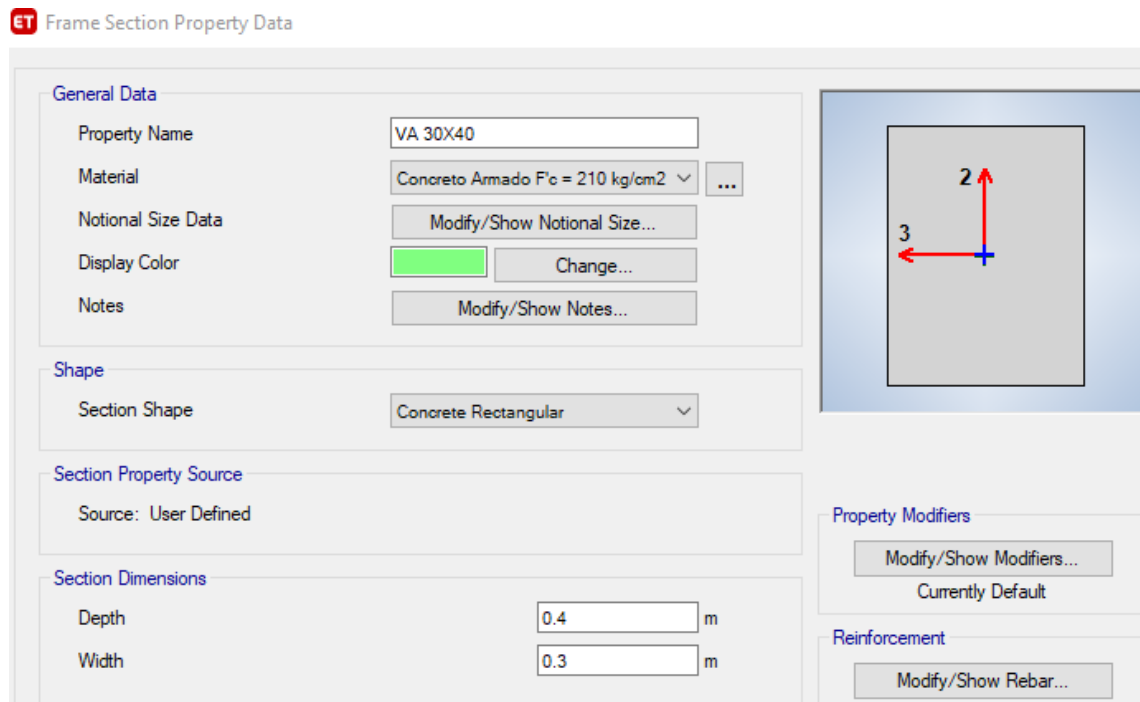 ET Frame Section Property Data
General Data
Property Name VA 30X40
Material Concreto Armado F'c = 210 kg/cm2 ...
Notional Size Data Modify/Show Notional Size...
Display Color Change...
Notes Modify/Show Notes...
Shape
Section Shape Concrete Rectangular
Section Property Source
Source: User Defined
Section Dimensions
Depth 0.4 m
Width 0.3 m
2
3
Property Modifiers
Modify/Show Modifiers...
Currently Default
Reinforcement
Modify/Show Rebar...